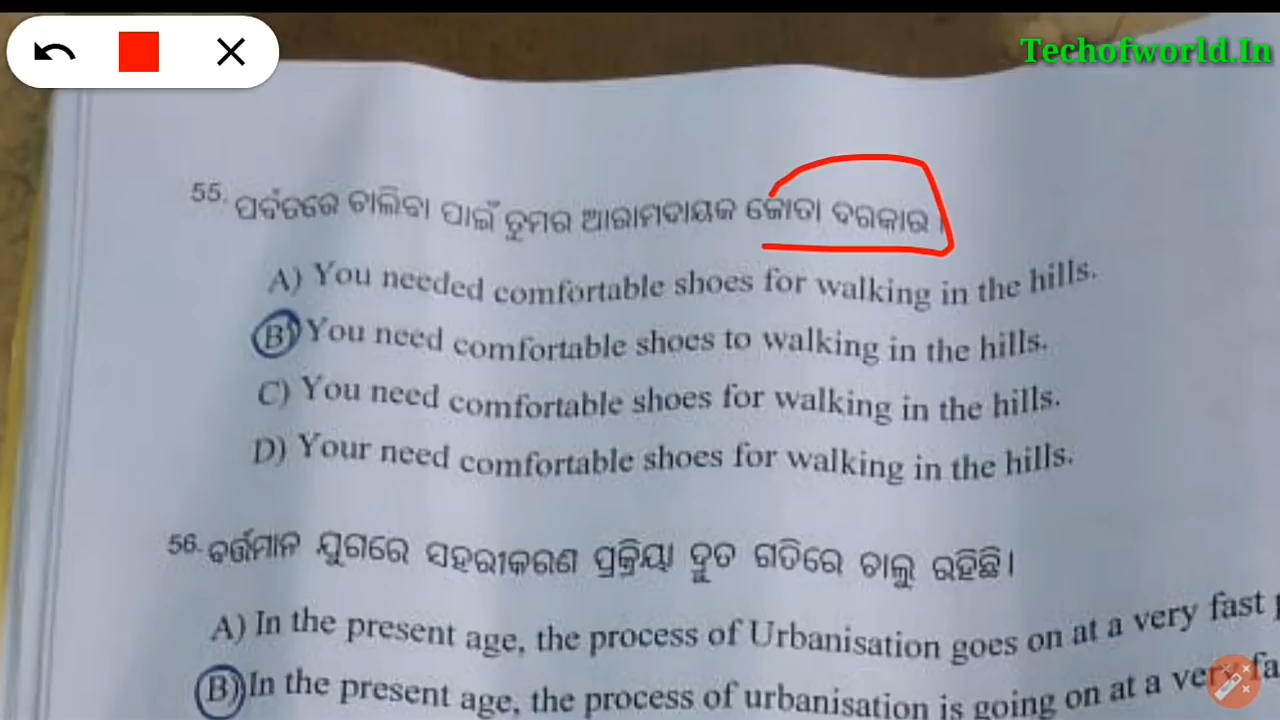 Techofworld.In
55. ପର୍ବତରେ ଚାଲିବା ପାଇଁ ତୁମର ଆରାମଦାୟକ ଜୋତା ଦରକାର ।
A) You needed comfortable shoes for walking in the hills.
B) You need comfortable shoes to walking in the hills.
C) You need comfortable shoes for walking in the hills.
D) Your need comfortable shoes for walking in the hills.
56. ବର୍ତ୍ତମାନ ଯୁଗରେ ସହରୀକରଣ ପ୍ରକ୍ରିୟା ଦ୍ରୁତ ଗତିରେ ଚାଲୁ ରହିଛି ।
A) In the present age, the process of Urbanisation goes on at a very fast
B) In the present age, the process of urbanisation is going on at a very